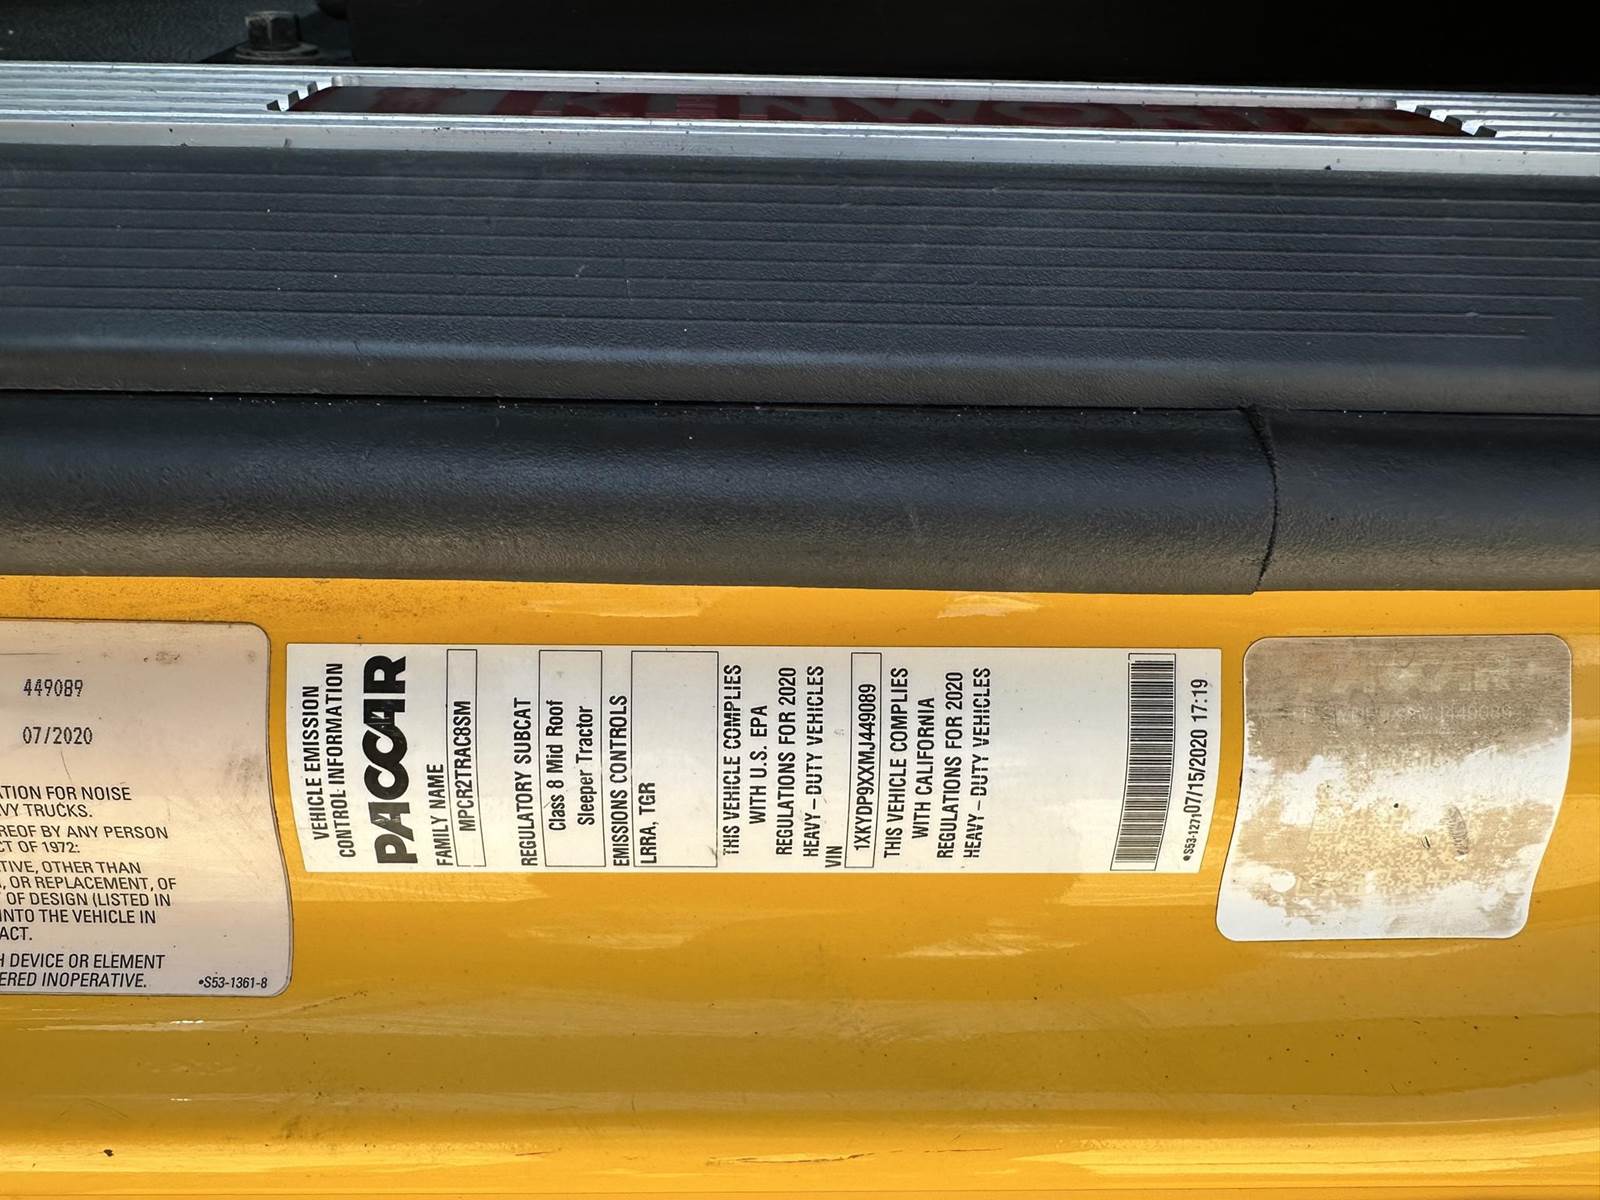 KENWORTH
449089
07/2020
ATION FOR NOISE
VY TRUCKS.
REOF BY ANY PERSON
CT OF 1972:
TIVE, OTHER THAN
, OR REPLACEMENT, OF
OF DESIGN (LISTED IN
INTO THE VEHICLE IN
ACT.
H DEVICE OR ELEMENT
ERED INOPERATIVE.
•S53-1361-8
VEHICLE EMISSION
CONTROL INFORMATION
PACCAR
FAMILY NAME
MPCR2TRAC8SM
REGULATORY SUBCAT
Class 8 Mid Roof
Sleeper Tractor
EMISSIONS CONTROLS
LRRA, TGR
THIS VEHICLE COMPLIES
WITH U.S. EPA
REGULATIONS FOR 2020
HEAVY–DUTY VEHICLES
VIN
1XKYDP9XXMJ449089
THIS VEHICLE COMPLIES
WITH CALIFORNIA
REGULATIONS FOR 2020
HEAVY–DUTY VEHICLES
•S53-1271 07/15/2020 17:19
PACCAR